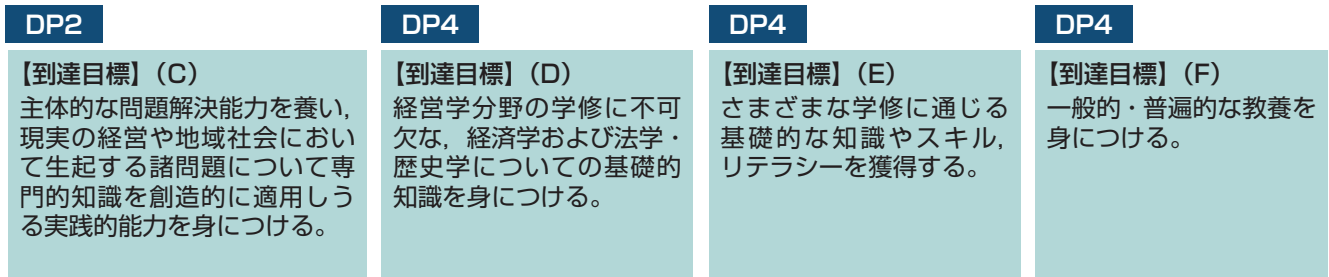 DP2
【到達目標】（C）
主体的な問題解決能力を養い，
現実の経営や地域社会におい
て生起する諸問題について専
門的知識を創造的に適用しう
る実践的能力を身につける。
DP4
【到達目標】（D）
経営学分野の学修に不可
欠な，経済学および法学・
歴史学についての基礎的
知識を身につける。
DP4
【到達目標】（E）
さまざまな学修に通じる
基礎的な知識やスキル，
リテラシーを獲得する。
DP4
【到達目標】（F）
一般的・普遍的な教養を
身につける。